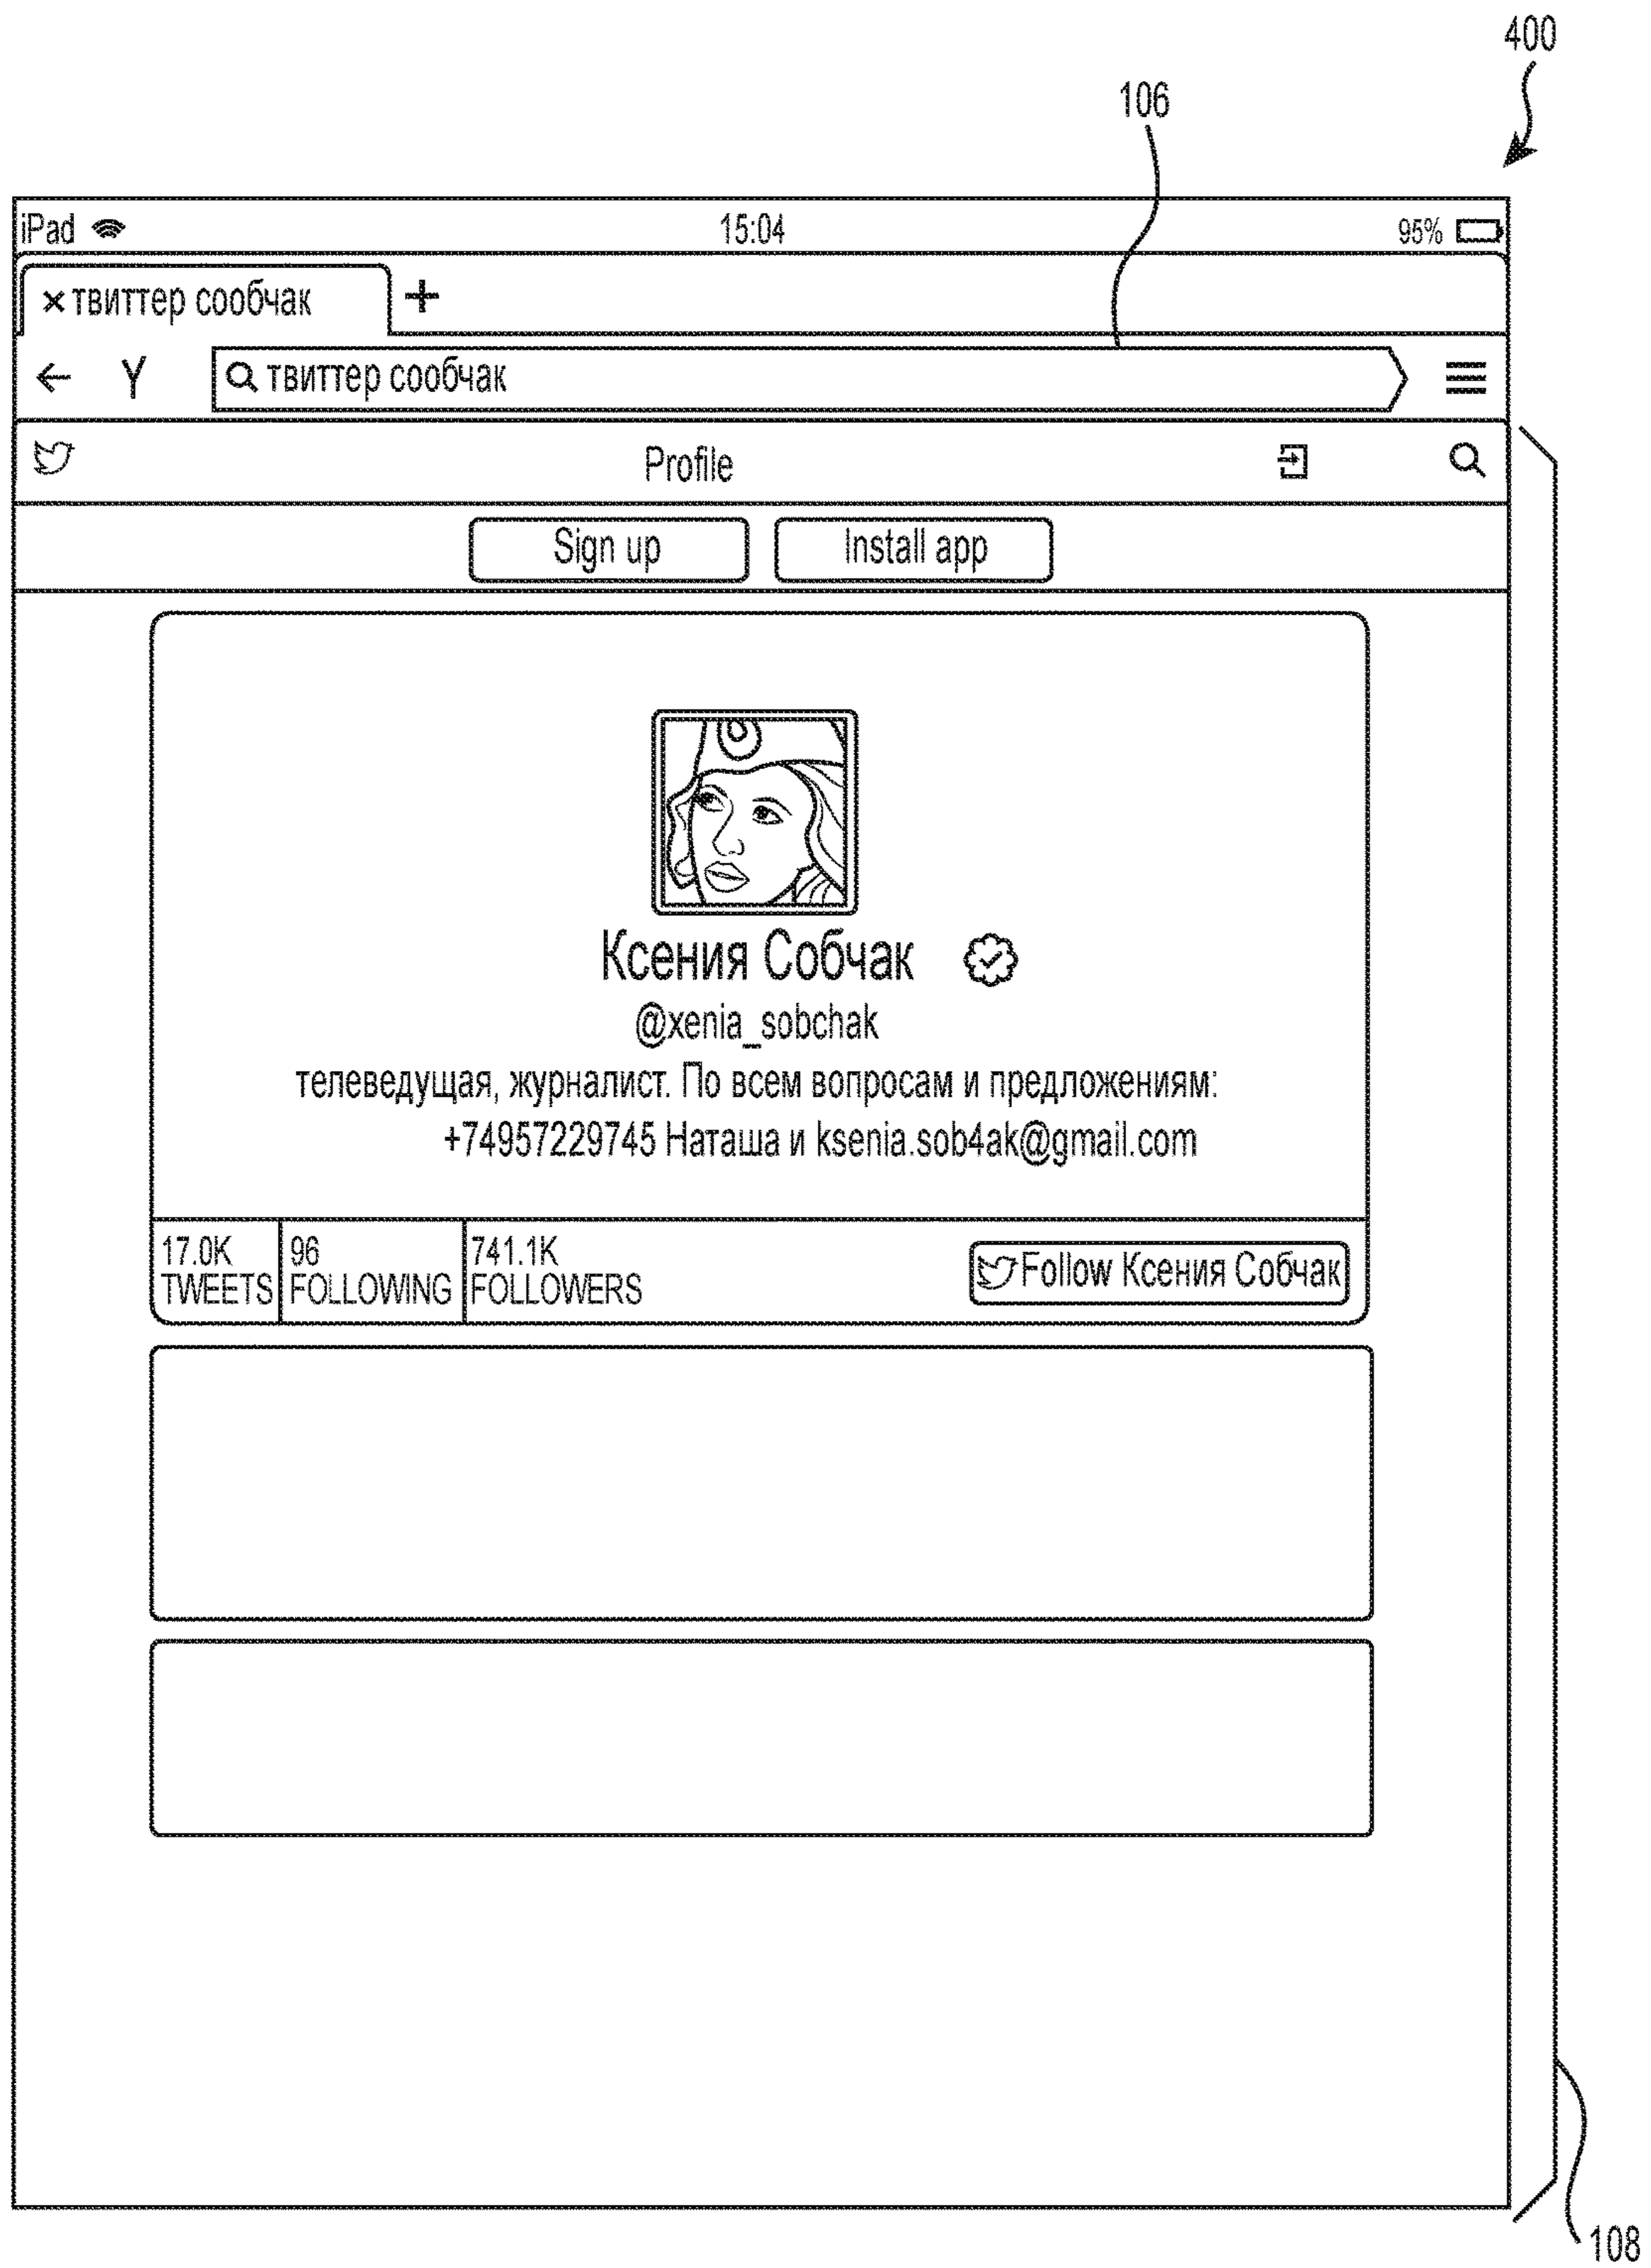 400
106
iPad 15:04 95%
×твиттер сообчак +
Y твиттер сообчак
Profile
Sign up Install app
Ксения Собчак
@xenia_sobchak
телеведущая, журналист. По всем вопросам и предложениям:
+74957229745 Наташа и ksenia.sob4ak@gmail.com
17.0K 96 741.1K
TWEETS FOLLOWING FOLLOWERS
Follow Ксения Собчак
108